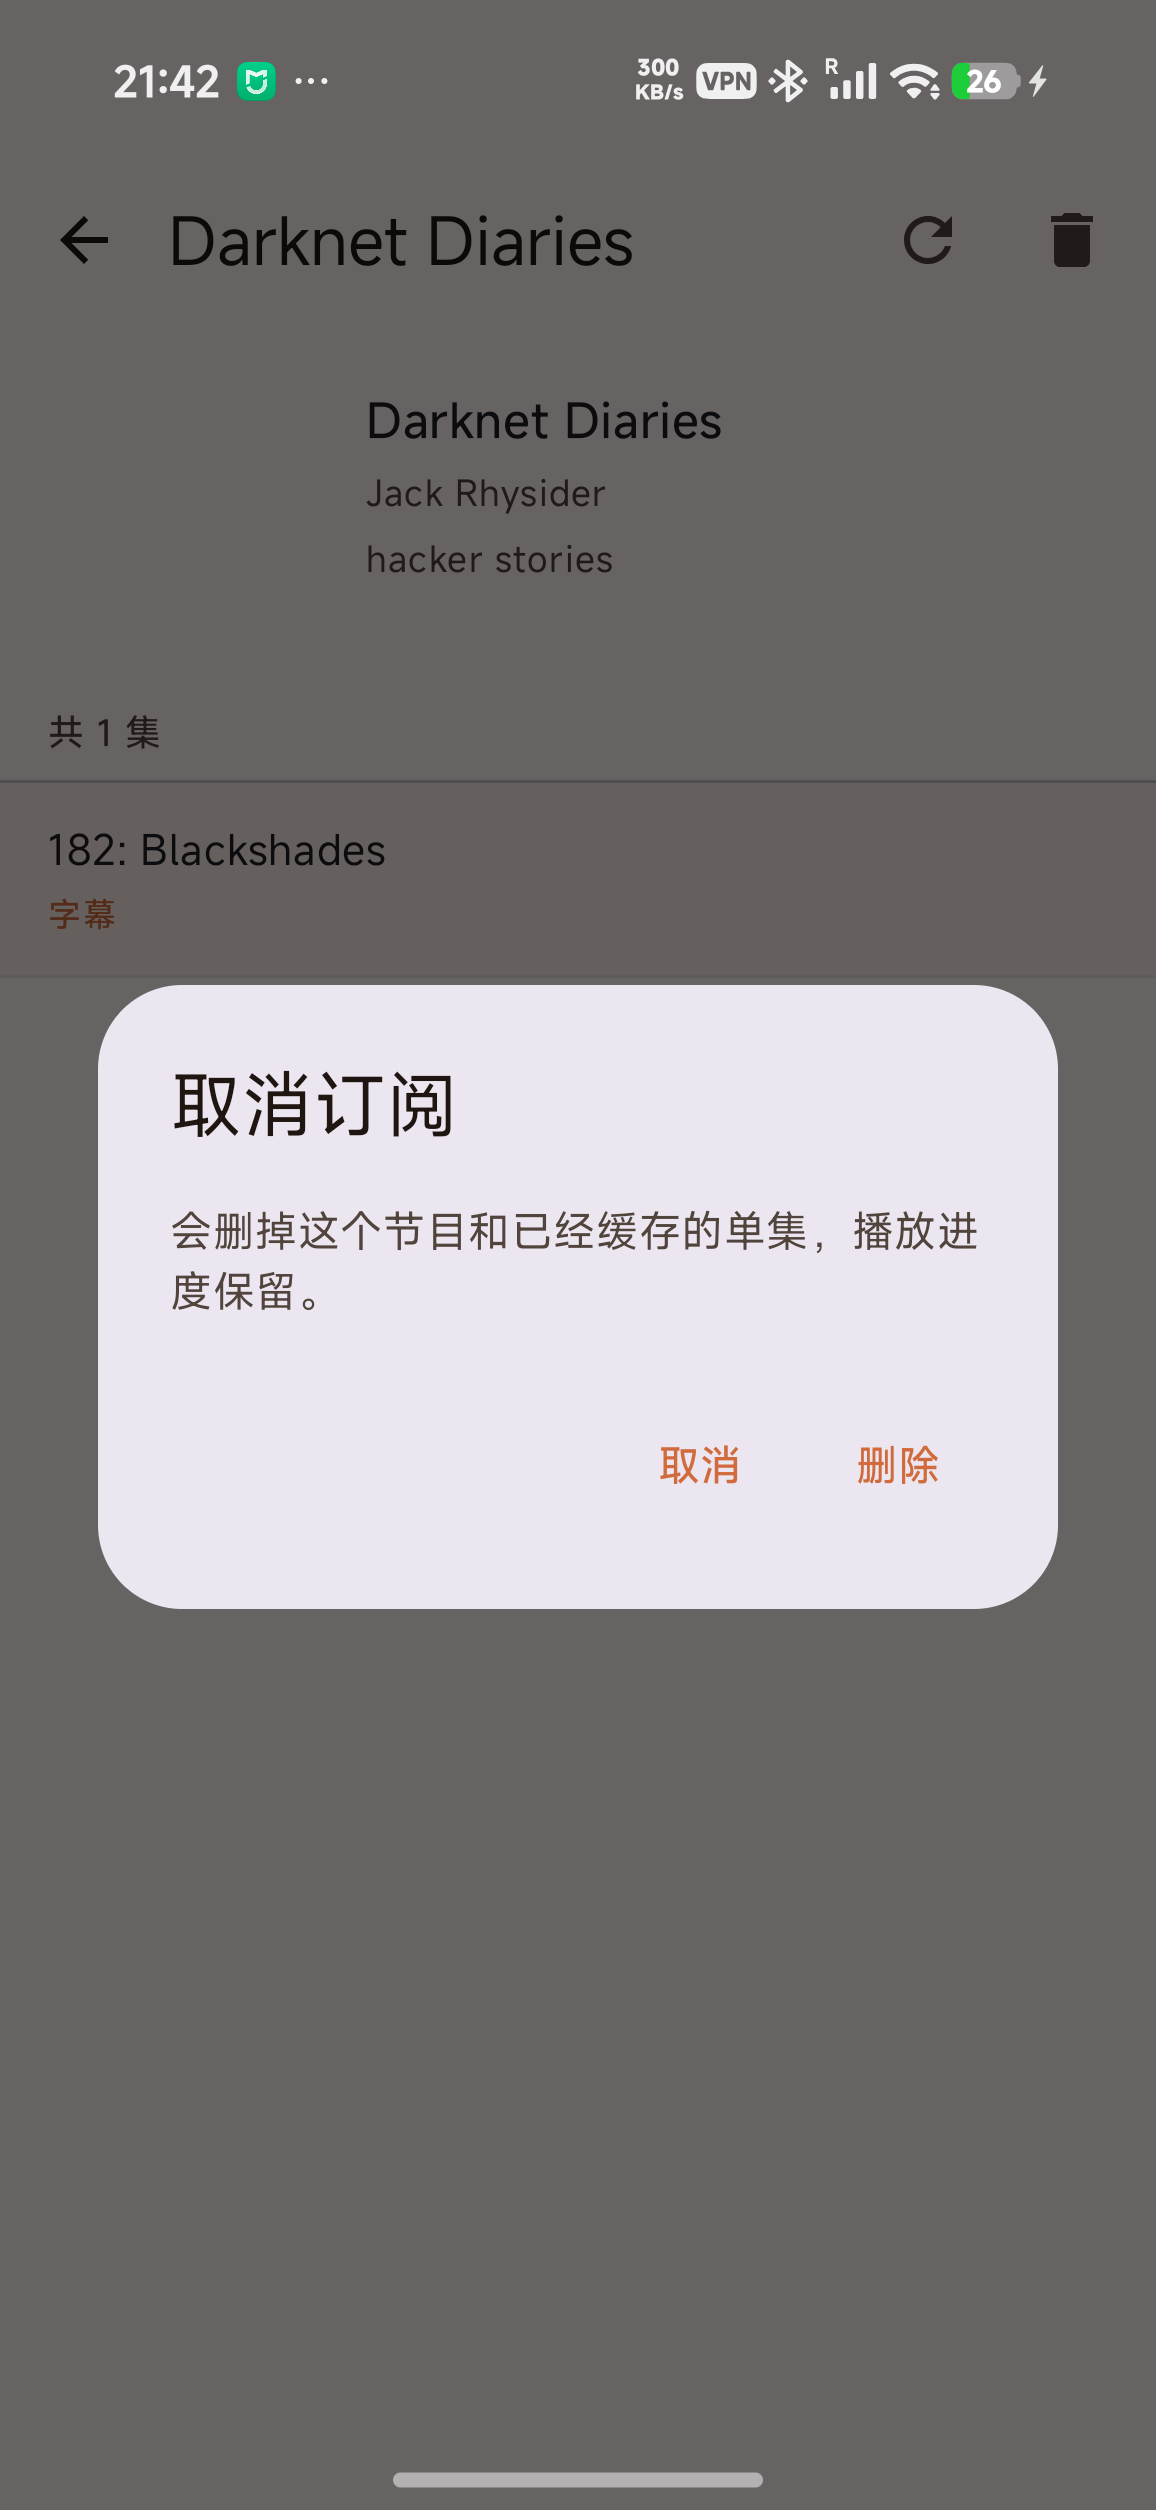 21:42
300 KB/s
VPN
R
26
Darknet Diaries
Darknet Diaries
Jack Rhysider
hacker stories
共 1 集
182: Blackshades
字幕
取消订阅
会删掉这个节目和已经缓存的单集，播放进
度保留。
取消 删除